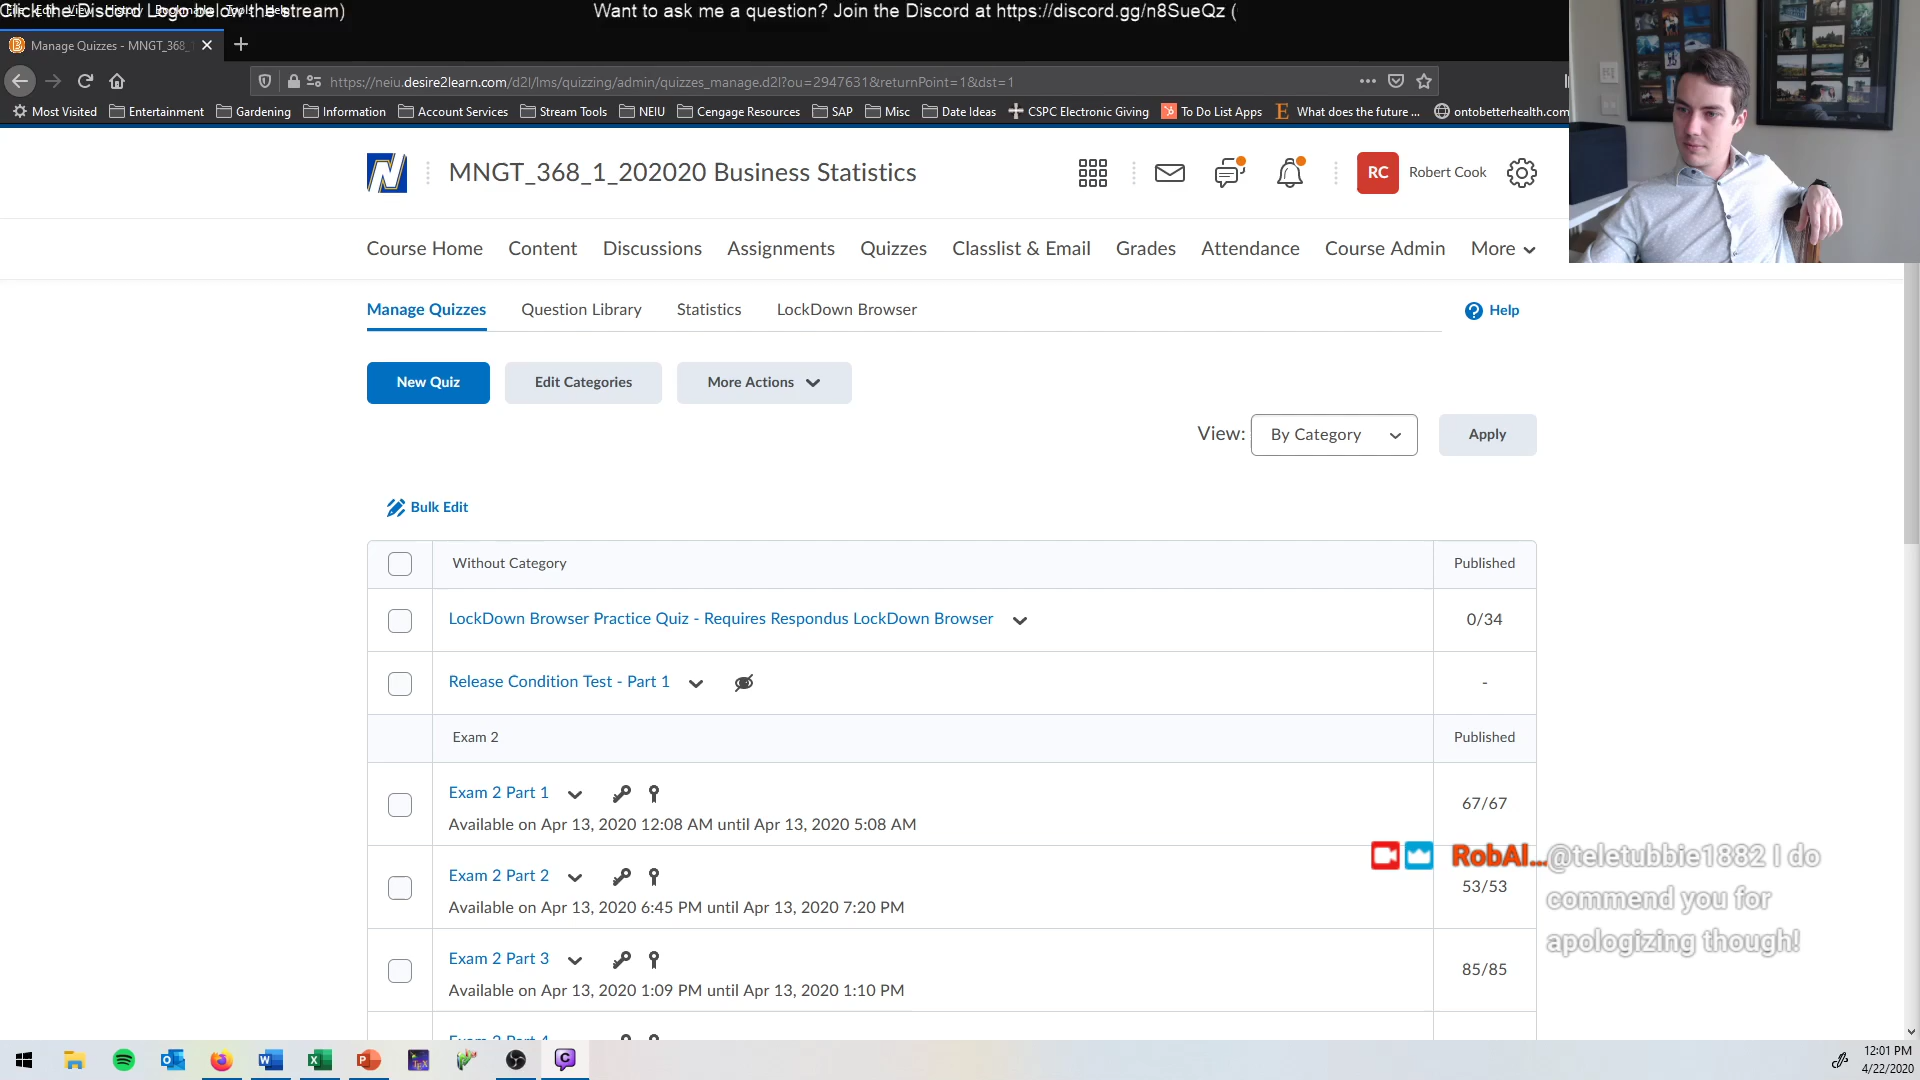 Click the Discord Logo below the stream)
Want to ask me a question? Join the Discord at https://discord.gg/n8SueQz (
Manage Quizzes - MNGT_368_1
https://neiu.desire2learn.com/d2l/lms/quizzing/admin/quizzes_manage.d2l?ou=2947631&returnPoint=1&dst=1
Most Visited Entertainment Gardening Information Account Services Stream Tools NEIU Cengage Resources SAP Misc Date Ideas CSPC Electronic Giving To Do List Apps What does the future ... ontobetterhealth.com
MNGT_368_1_202020 Business Statistics
RC Robert Cook
Course Home Content Discussions Assignments Quizzes Classlist & Email Grades Attendance Course Admin More
Manage Quizzes Question Library Statistics LockDown Browser Help
New Quiz Edit Categories More Actions
View: By Category Apply
Bulk Edit
Without Category Published
LockDown Browser Practice Quiz - Requires Respondus LockDown Browser 0/34
Release Condition Test - Part 1 -
Exam 2 Published
Exam 2 Part 1 67/67
Available on Apr 13, 2020 12:08 AM until Apr 13, 2020 5:08 AM
RobAl... @teletubbie1882 I do
commend you for
apologizing though!
Exam 2 Part 2 53/53
Available on Apr 13, 2020 6:45 PM until Apr 13, 2020 7:20 PM
Exam 2 Part 3 85/85
Available on Apr 13, 2020 1:09 PM until Apr 13, 2020 1:10 PM
12:01 PM
4/22/2020